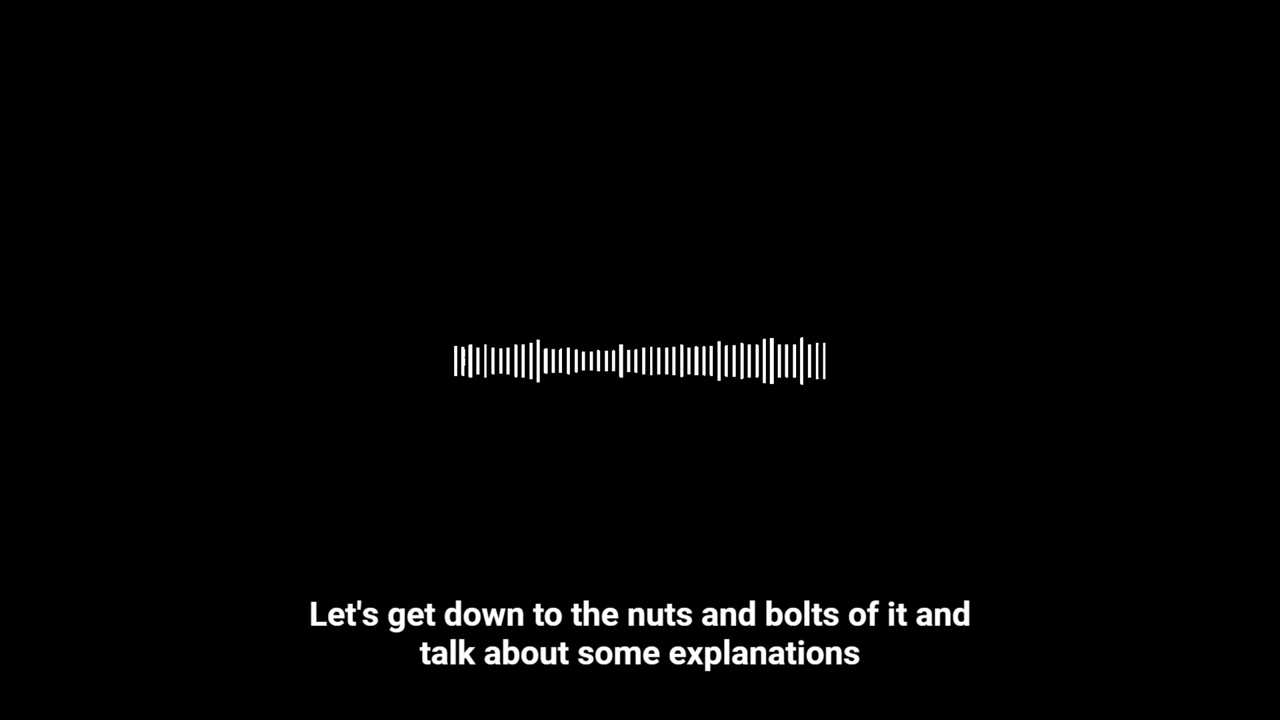 Let's get down to the nuts and bolts of it and
talk about some explanations